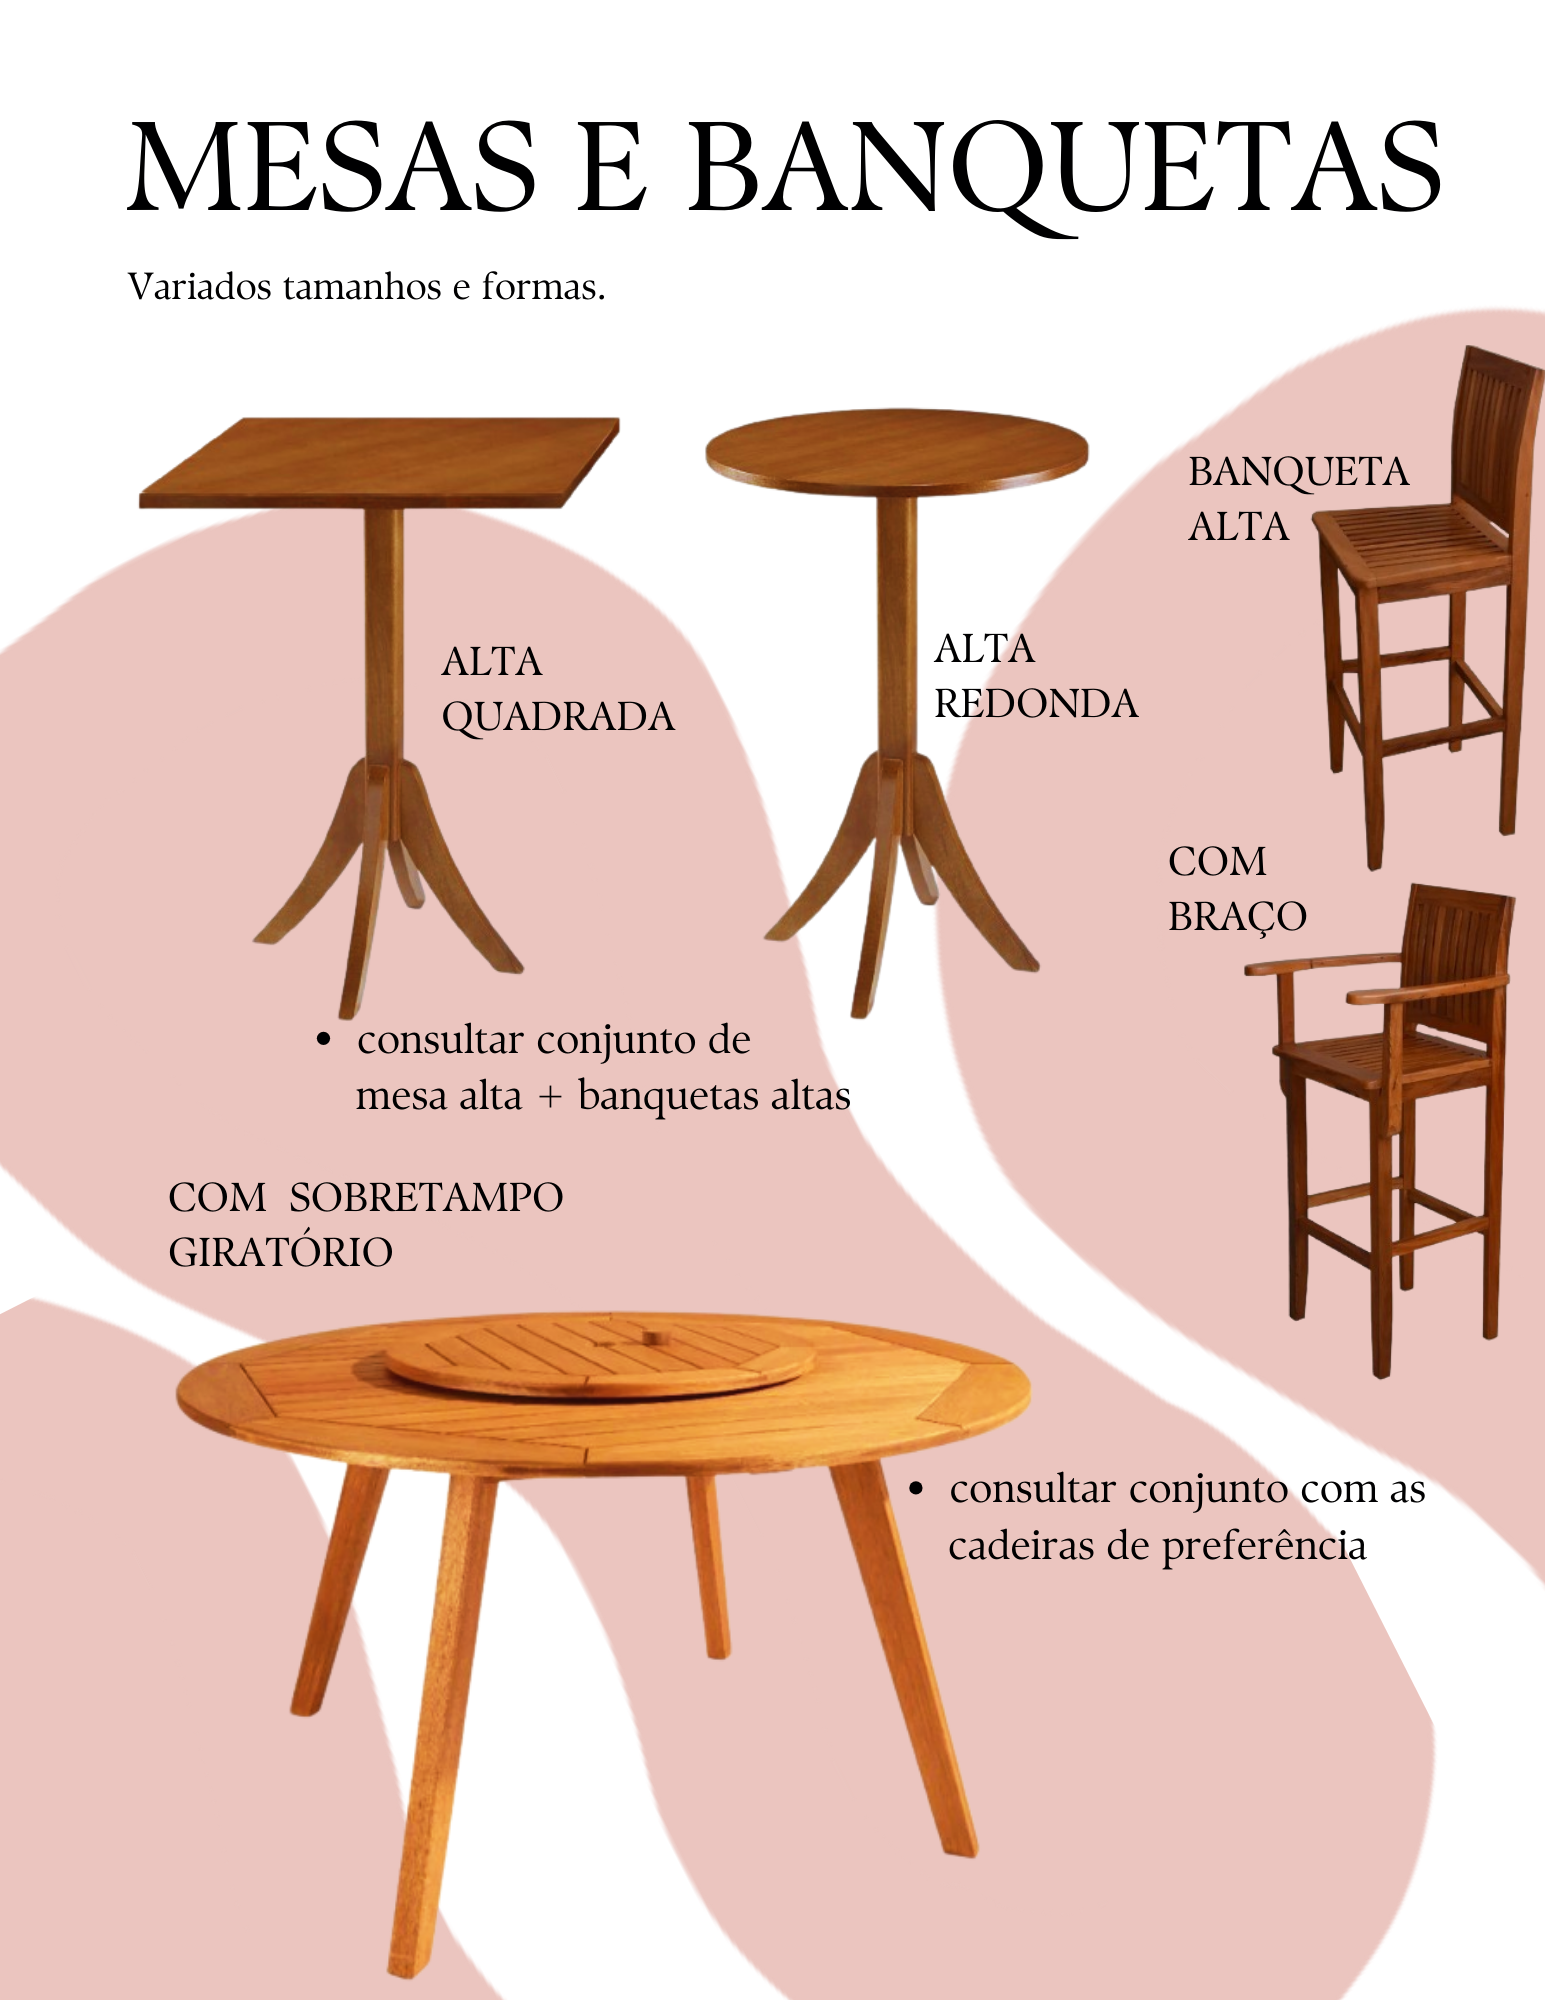 MESAS E BANQUETAS
Variados tamanhos e formas.
BANQUETA
ALTA
ALTA
QUADRADA
ALTA
REDONDA
COM
BRAÇO
• consultar conjunto de
mesa alta + banquetas altas
COM SOBRETAMPO
GIRATÓRIO
• consultar conjunto com as
cadeiras de preferência